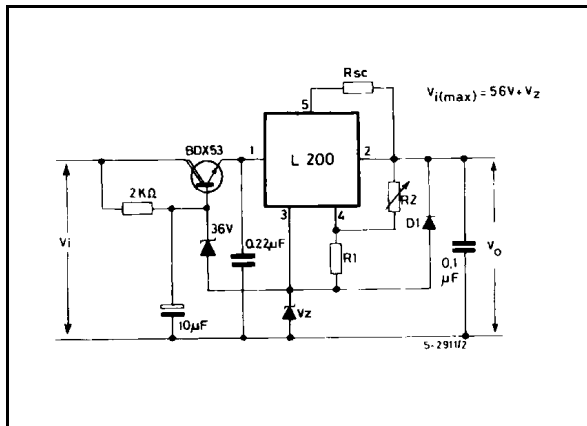 Rsc
Vi(max) = 56V + Vz
5
BDX53
1
L 200
2
2KΩ
3
4
R2
36V
D1
Vi
0.22µF
R1
0,1
µF
Vo
10µF
Vz
5-2911/2